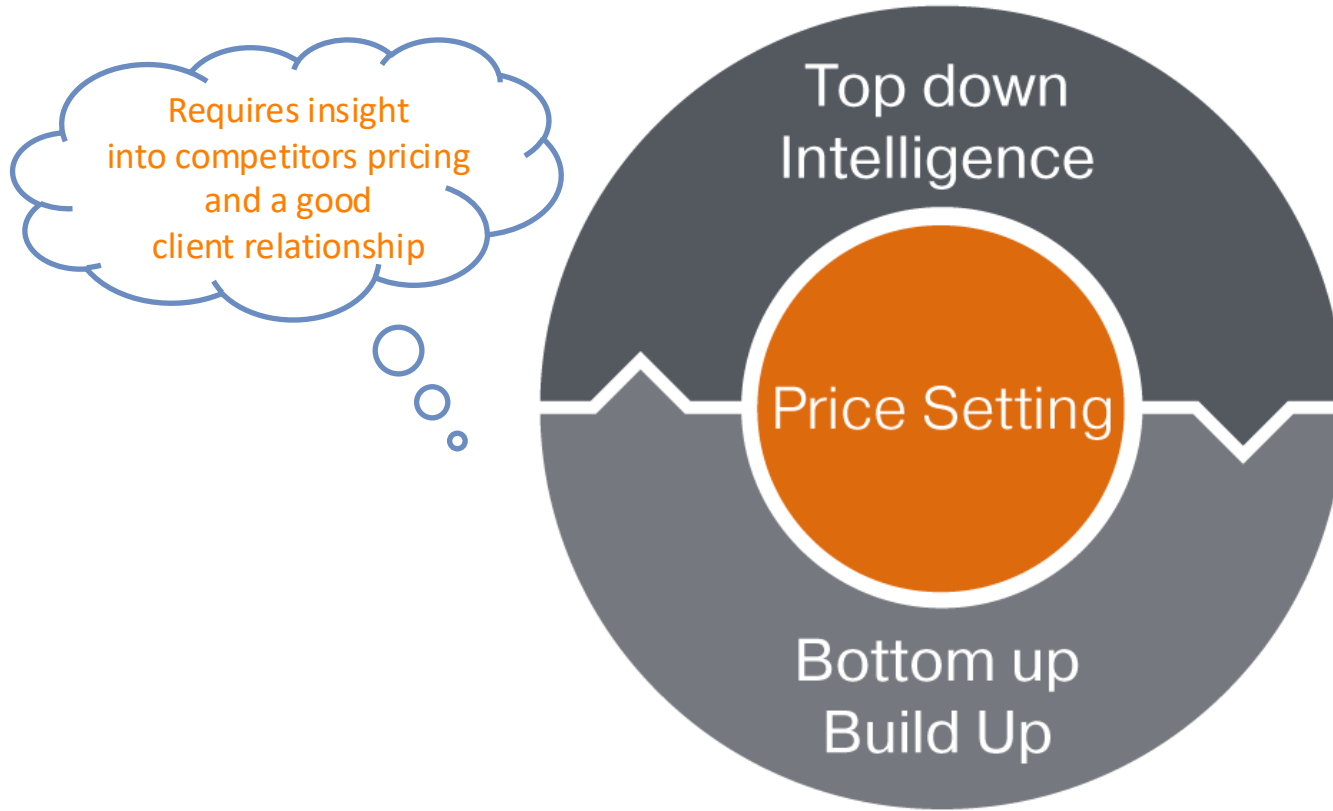 Requires insight
into competitors pricing
and a good
client relationship
Top down
Intelligence
Price Setting
Bottom up
Build Up